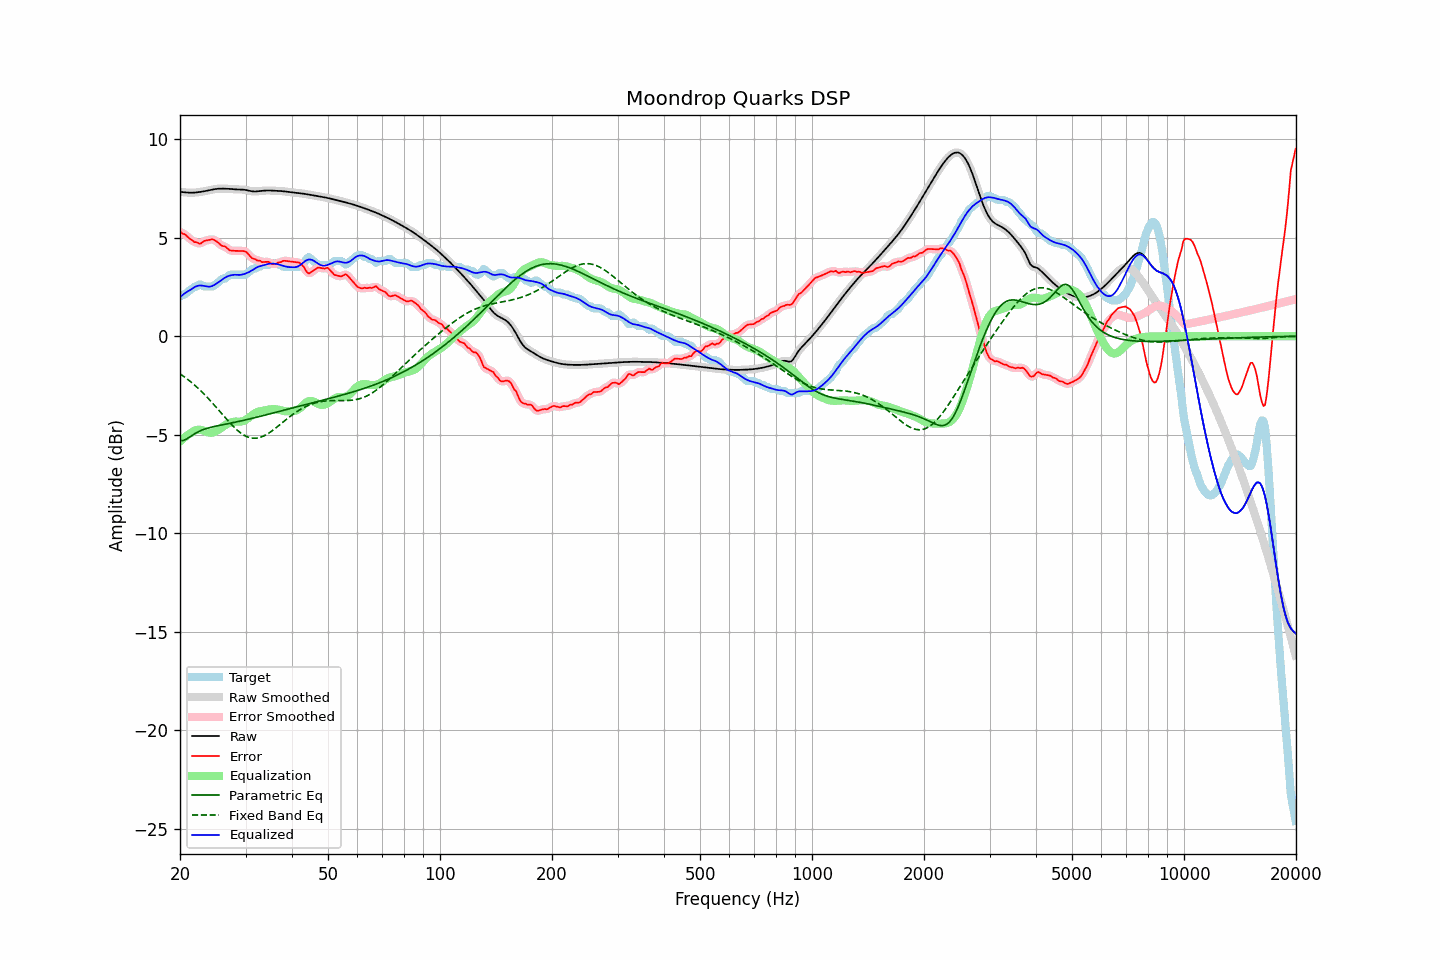 Moondrop Quarks DSP
10
5
0
−5
−10
−15
−20
−25
Amplitude (dBr)
Target
Raw Smoothed
Error Smoothed
Raw
Error
Equalization
Parametric Eq
Fixed Band Eq
Equalized
20 50 100 200 500 1000 2000 5000 10000 20000
Frequency (Hz)